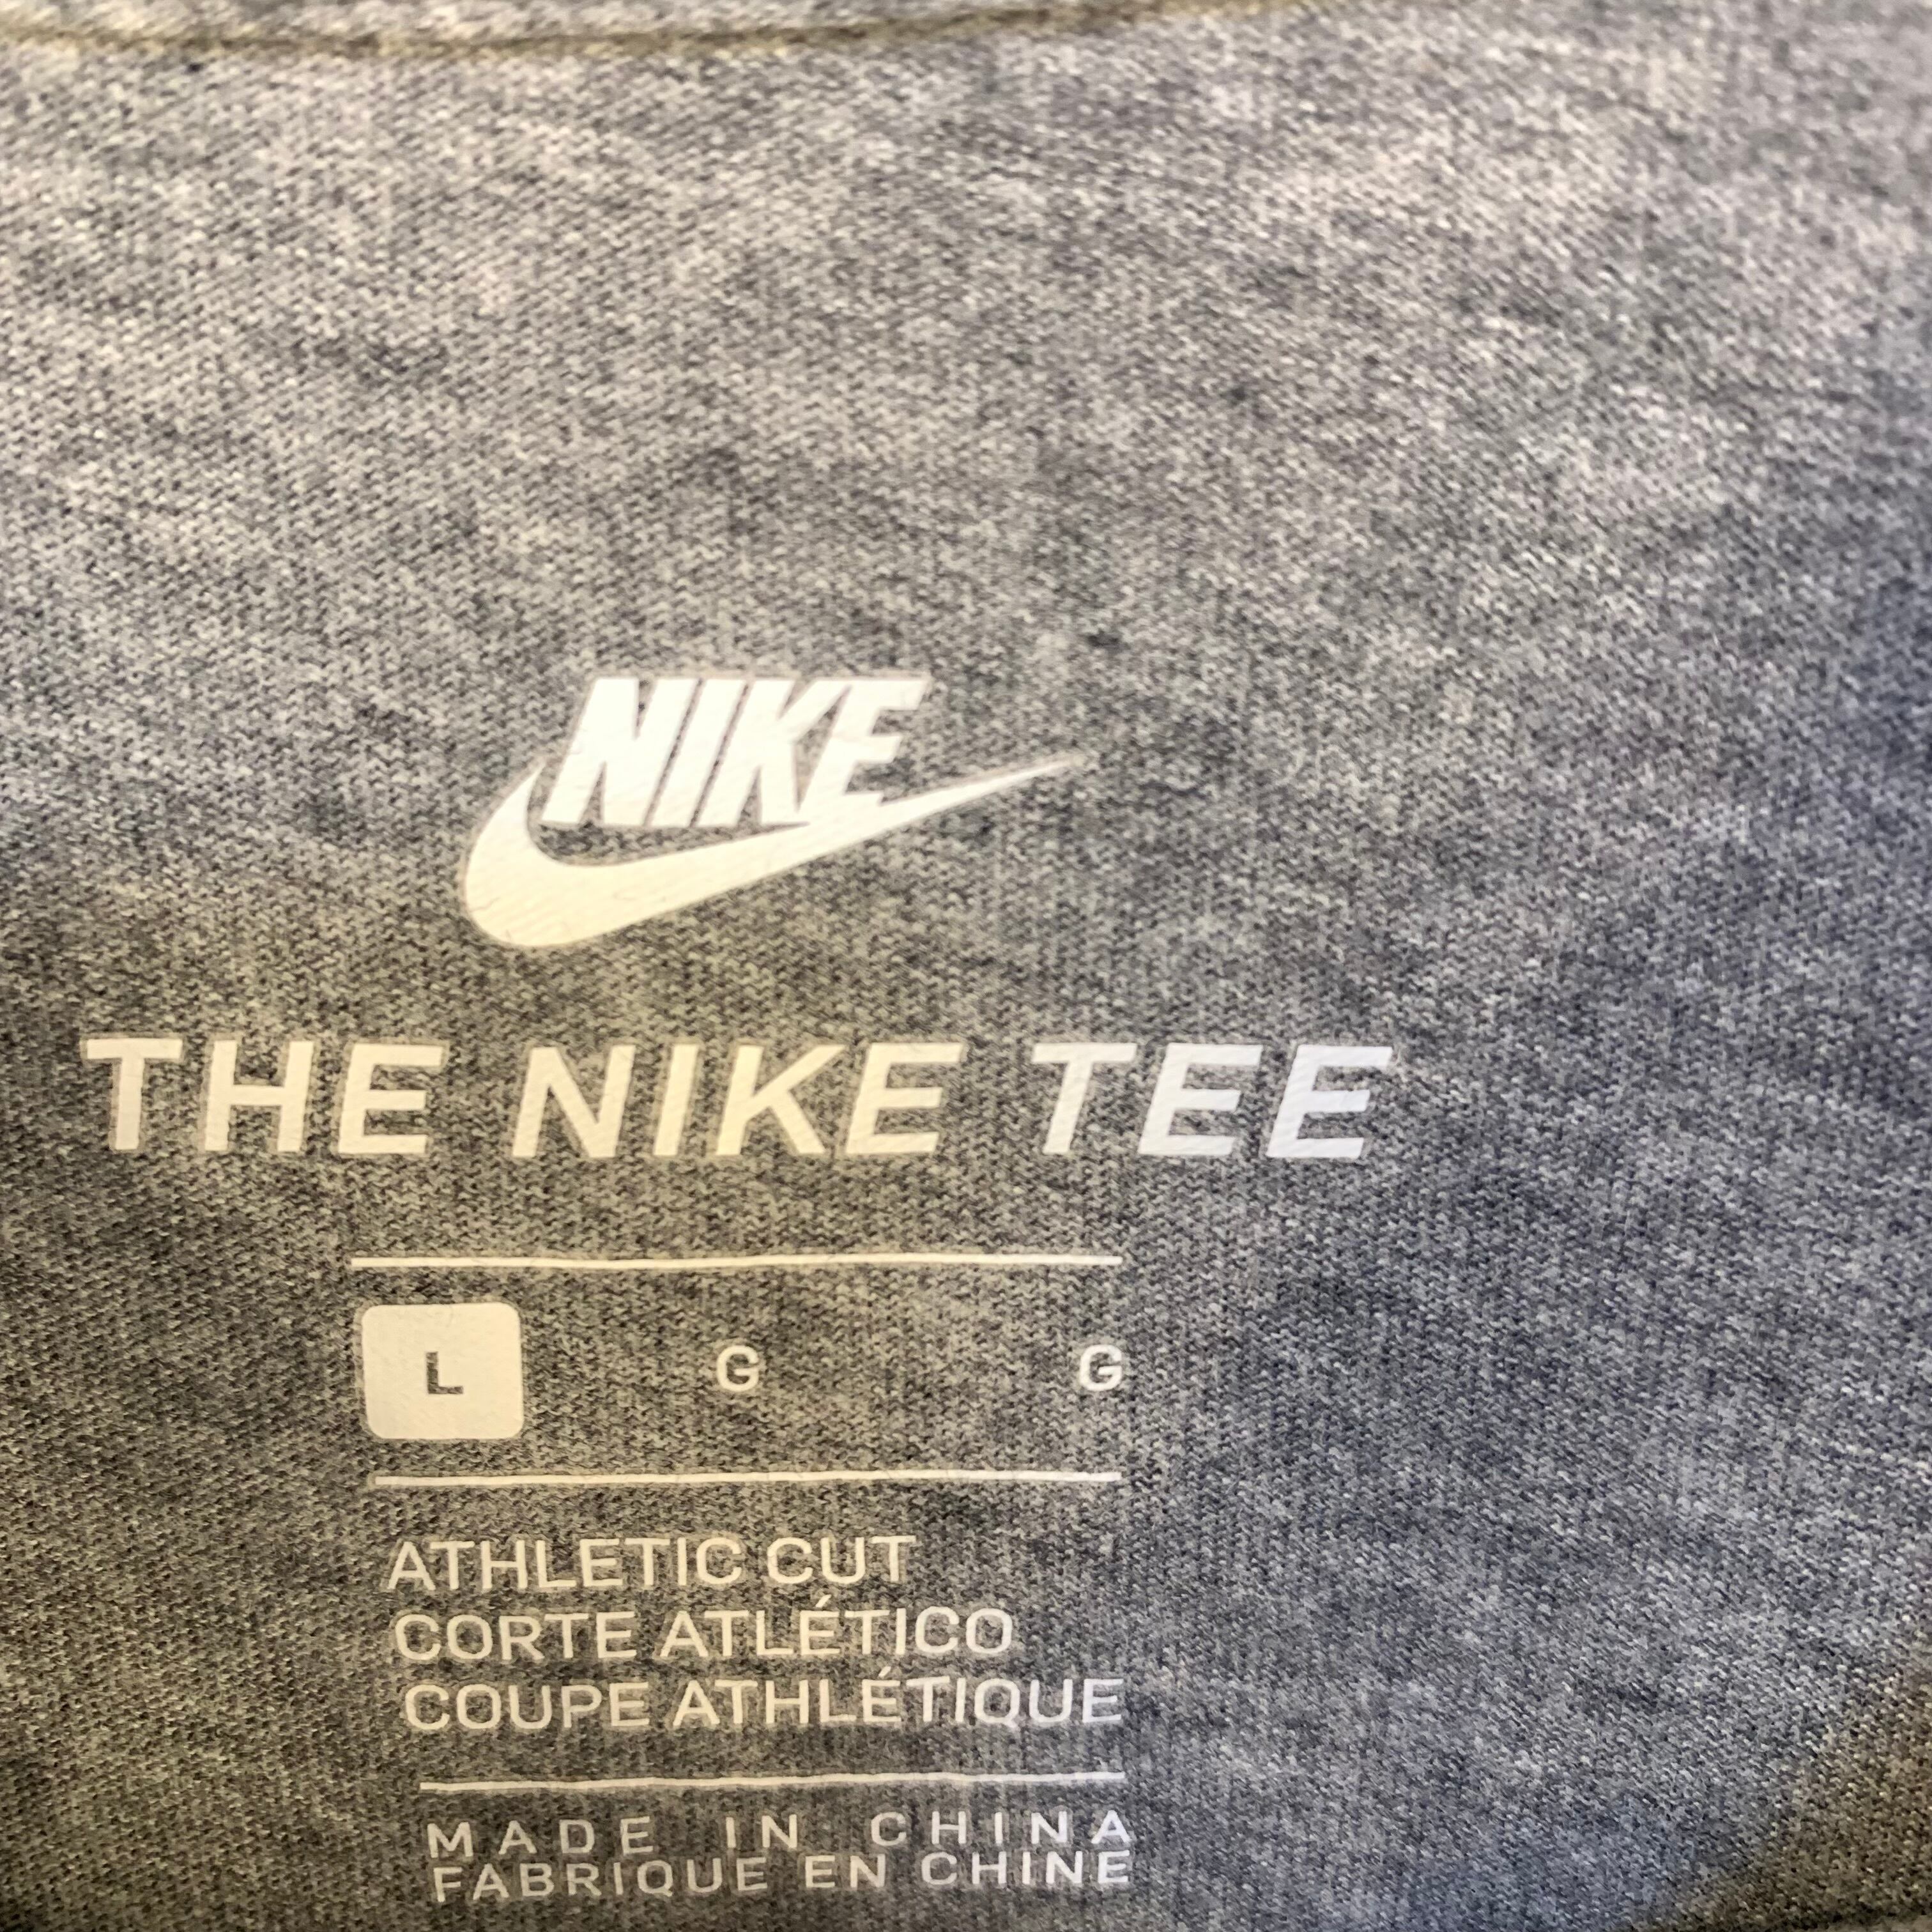 NIKE
THE NIKE TEE
L G G
ATHLETIC CUT
CORTE ATLÉTICO
COUPE ATHLÉTIQUE
MADE IN CHINA
FABRIQUE EN CHINE